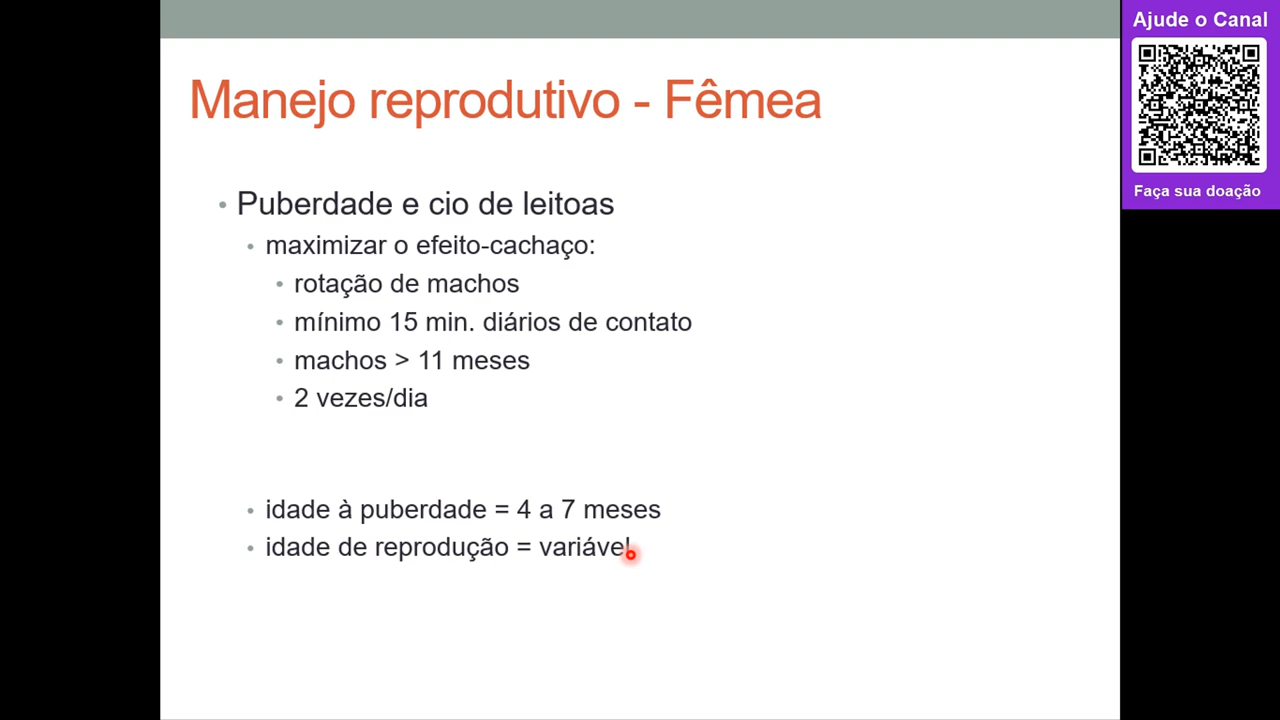 Ajude o Canal
Faça sua doação
Manejo reprodutivo - Fêmea
• Puberdade e cio de leitoas
• maximizar o efeito-cachaço:
• rotação de machos
• mínimo 15 min. diários de contato
• machos > 11 meses
• 2 vezes/dia
• idade à puberdade = 4 a 7 meses
• idade de reprodução = variável